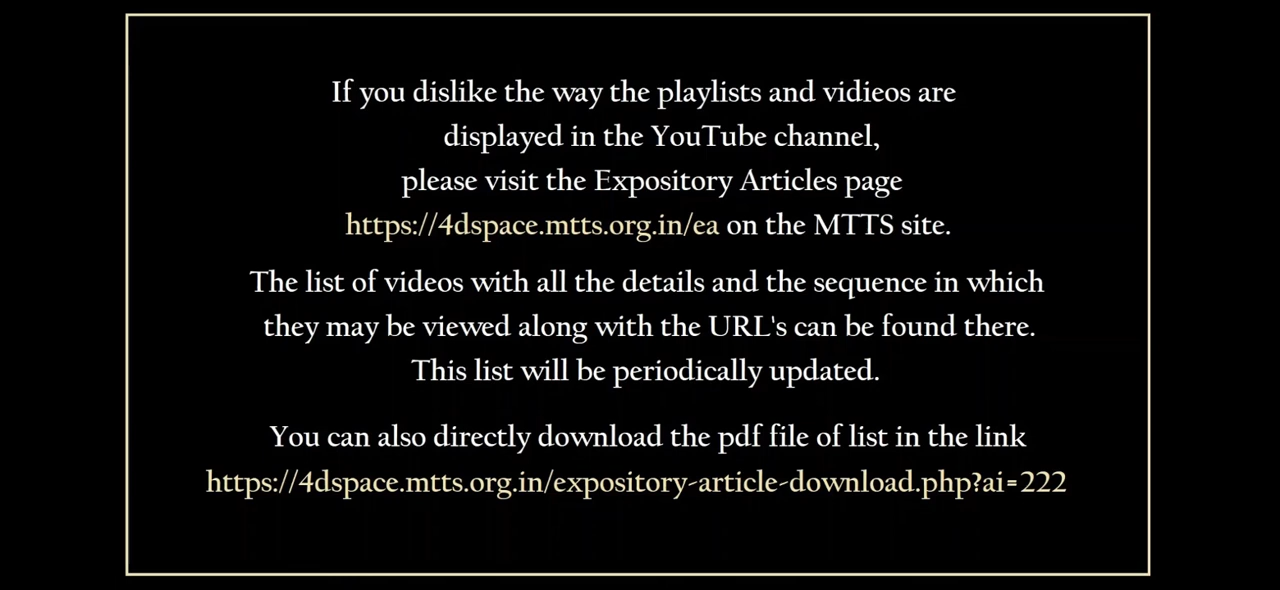 If you dislike the way the playlists and vidieos are
displayed in the YouTube channel,
please visit the Expository Articles page
https://4dspace.mtts.org.in/ea on the MTTS site.
The list of videos with all the details and the sequence in which
they may be viewed along with the URL's can be found there.
This list will be periodically updated.
You can also directly download the pdf file of list in the link
https://4dspace.mtts.org.in/expository-article-download.php?ai=222